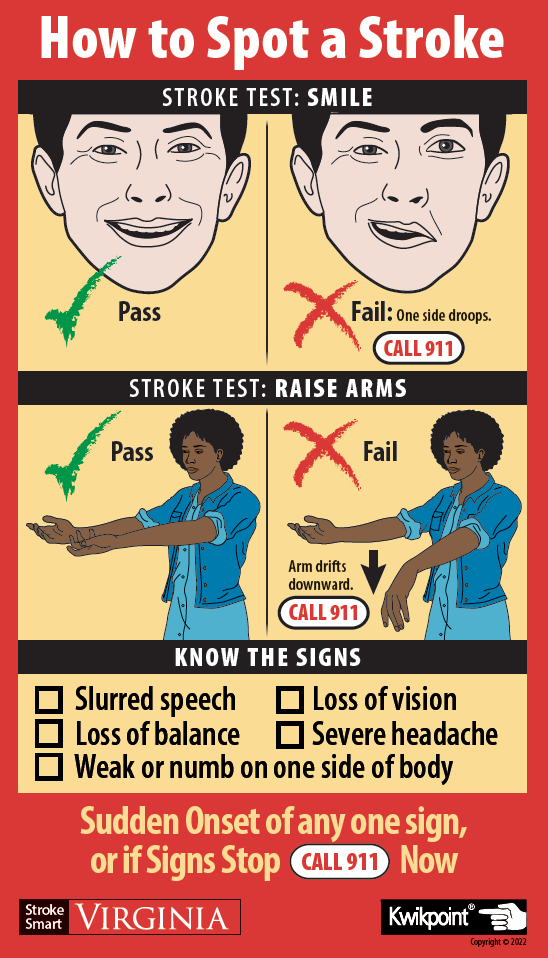 How to Spot a Stroke
STROKE TEST: SMILE
Pass
Fail: One side droops.
CALL 911
STROKE TEST: RAISE ARMS
Pass
Fail
Arm drifts
downward.
CALL 911
KNOW THE SIGNS
Slurred speech
Loss of vision
Loss of balance
Severe headache
Weak or numb on one side of body
Sudden Onset of any one sign,
or if Signs Stop CALL 911 Now
Stroke
Smart
VIRGINIA
Kwikpoint®
Copyright © 2022